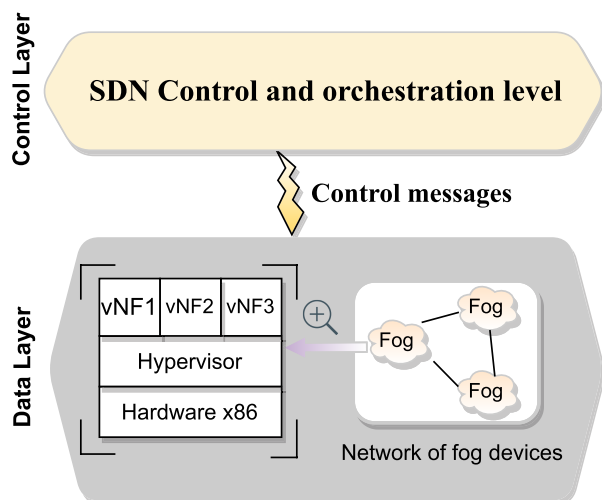 Control Layer
SDN Control and orchestration level
Control messages
Data Layer
vNF1 vNF2 vNF3
Hypervisor
Hardware x86
Fog
Fog
Fog
Network of fog devices